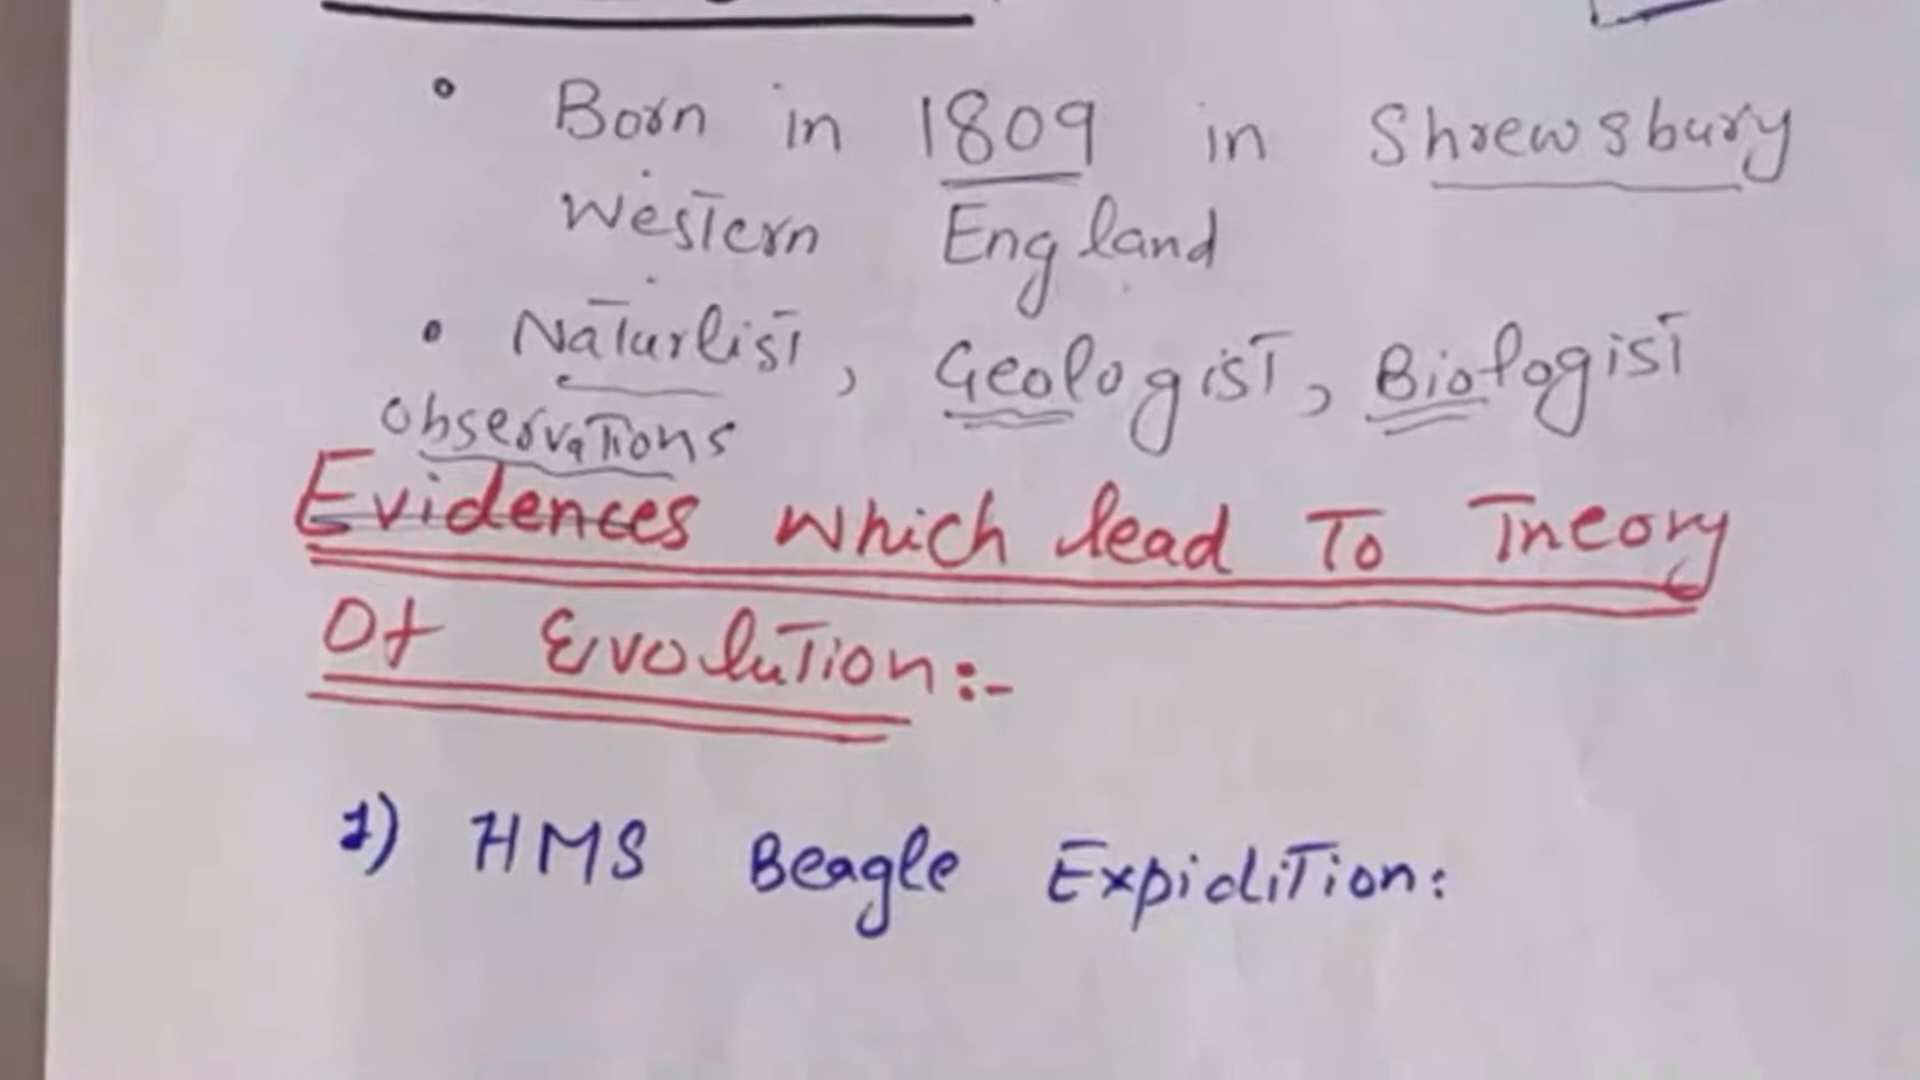 • Born in 1809 in Shrewsbury
Western England
• Naturlist, Geologist, Biologist
Observations
Evidences which lead To Theory
Of Evolution:-
1) HMS Beagle Expidition: